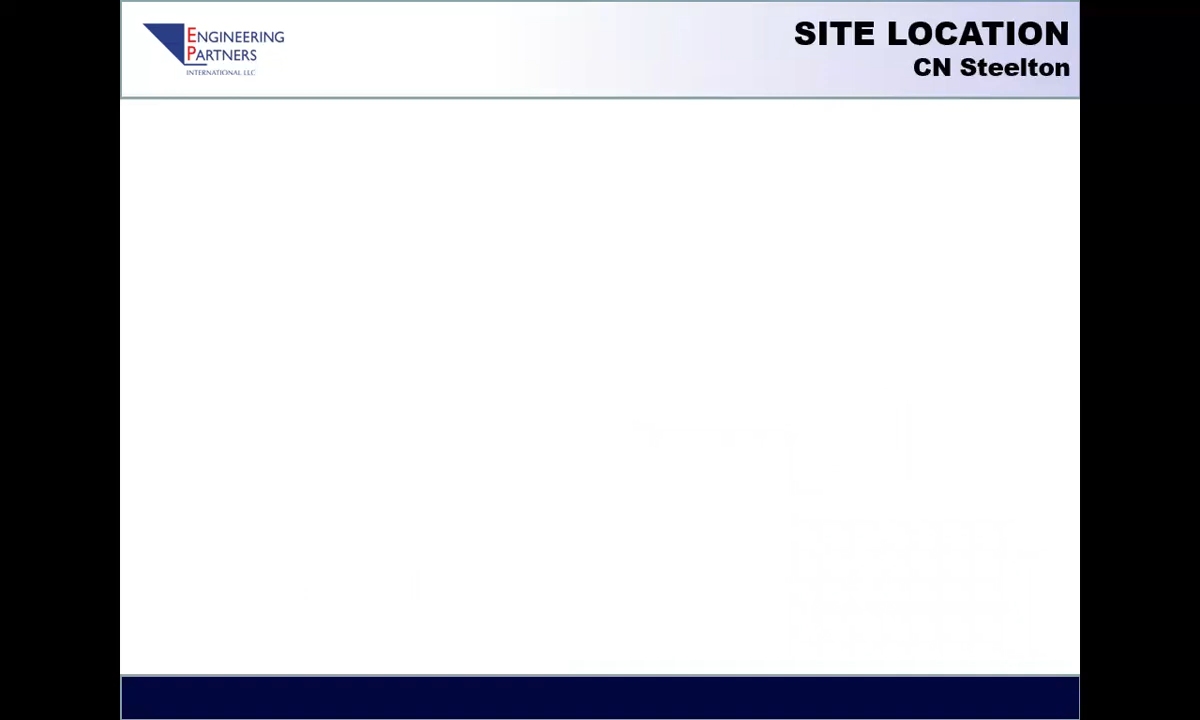 ENGINEERING
PARTNERS
INTERNATIONAL LLC
SITE LOCATION
CN Steelton